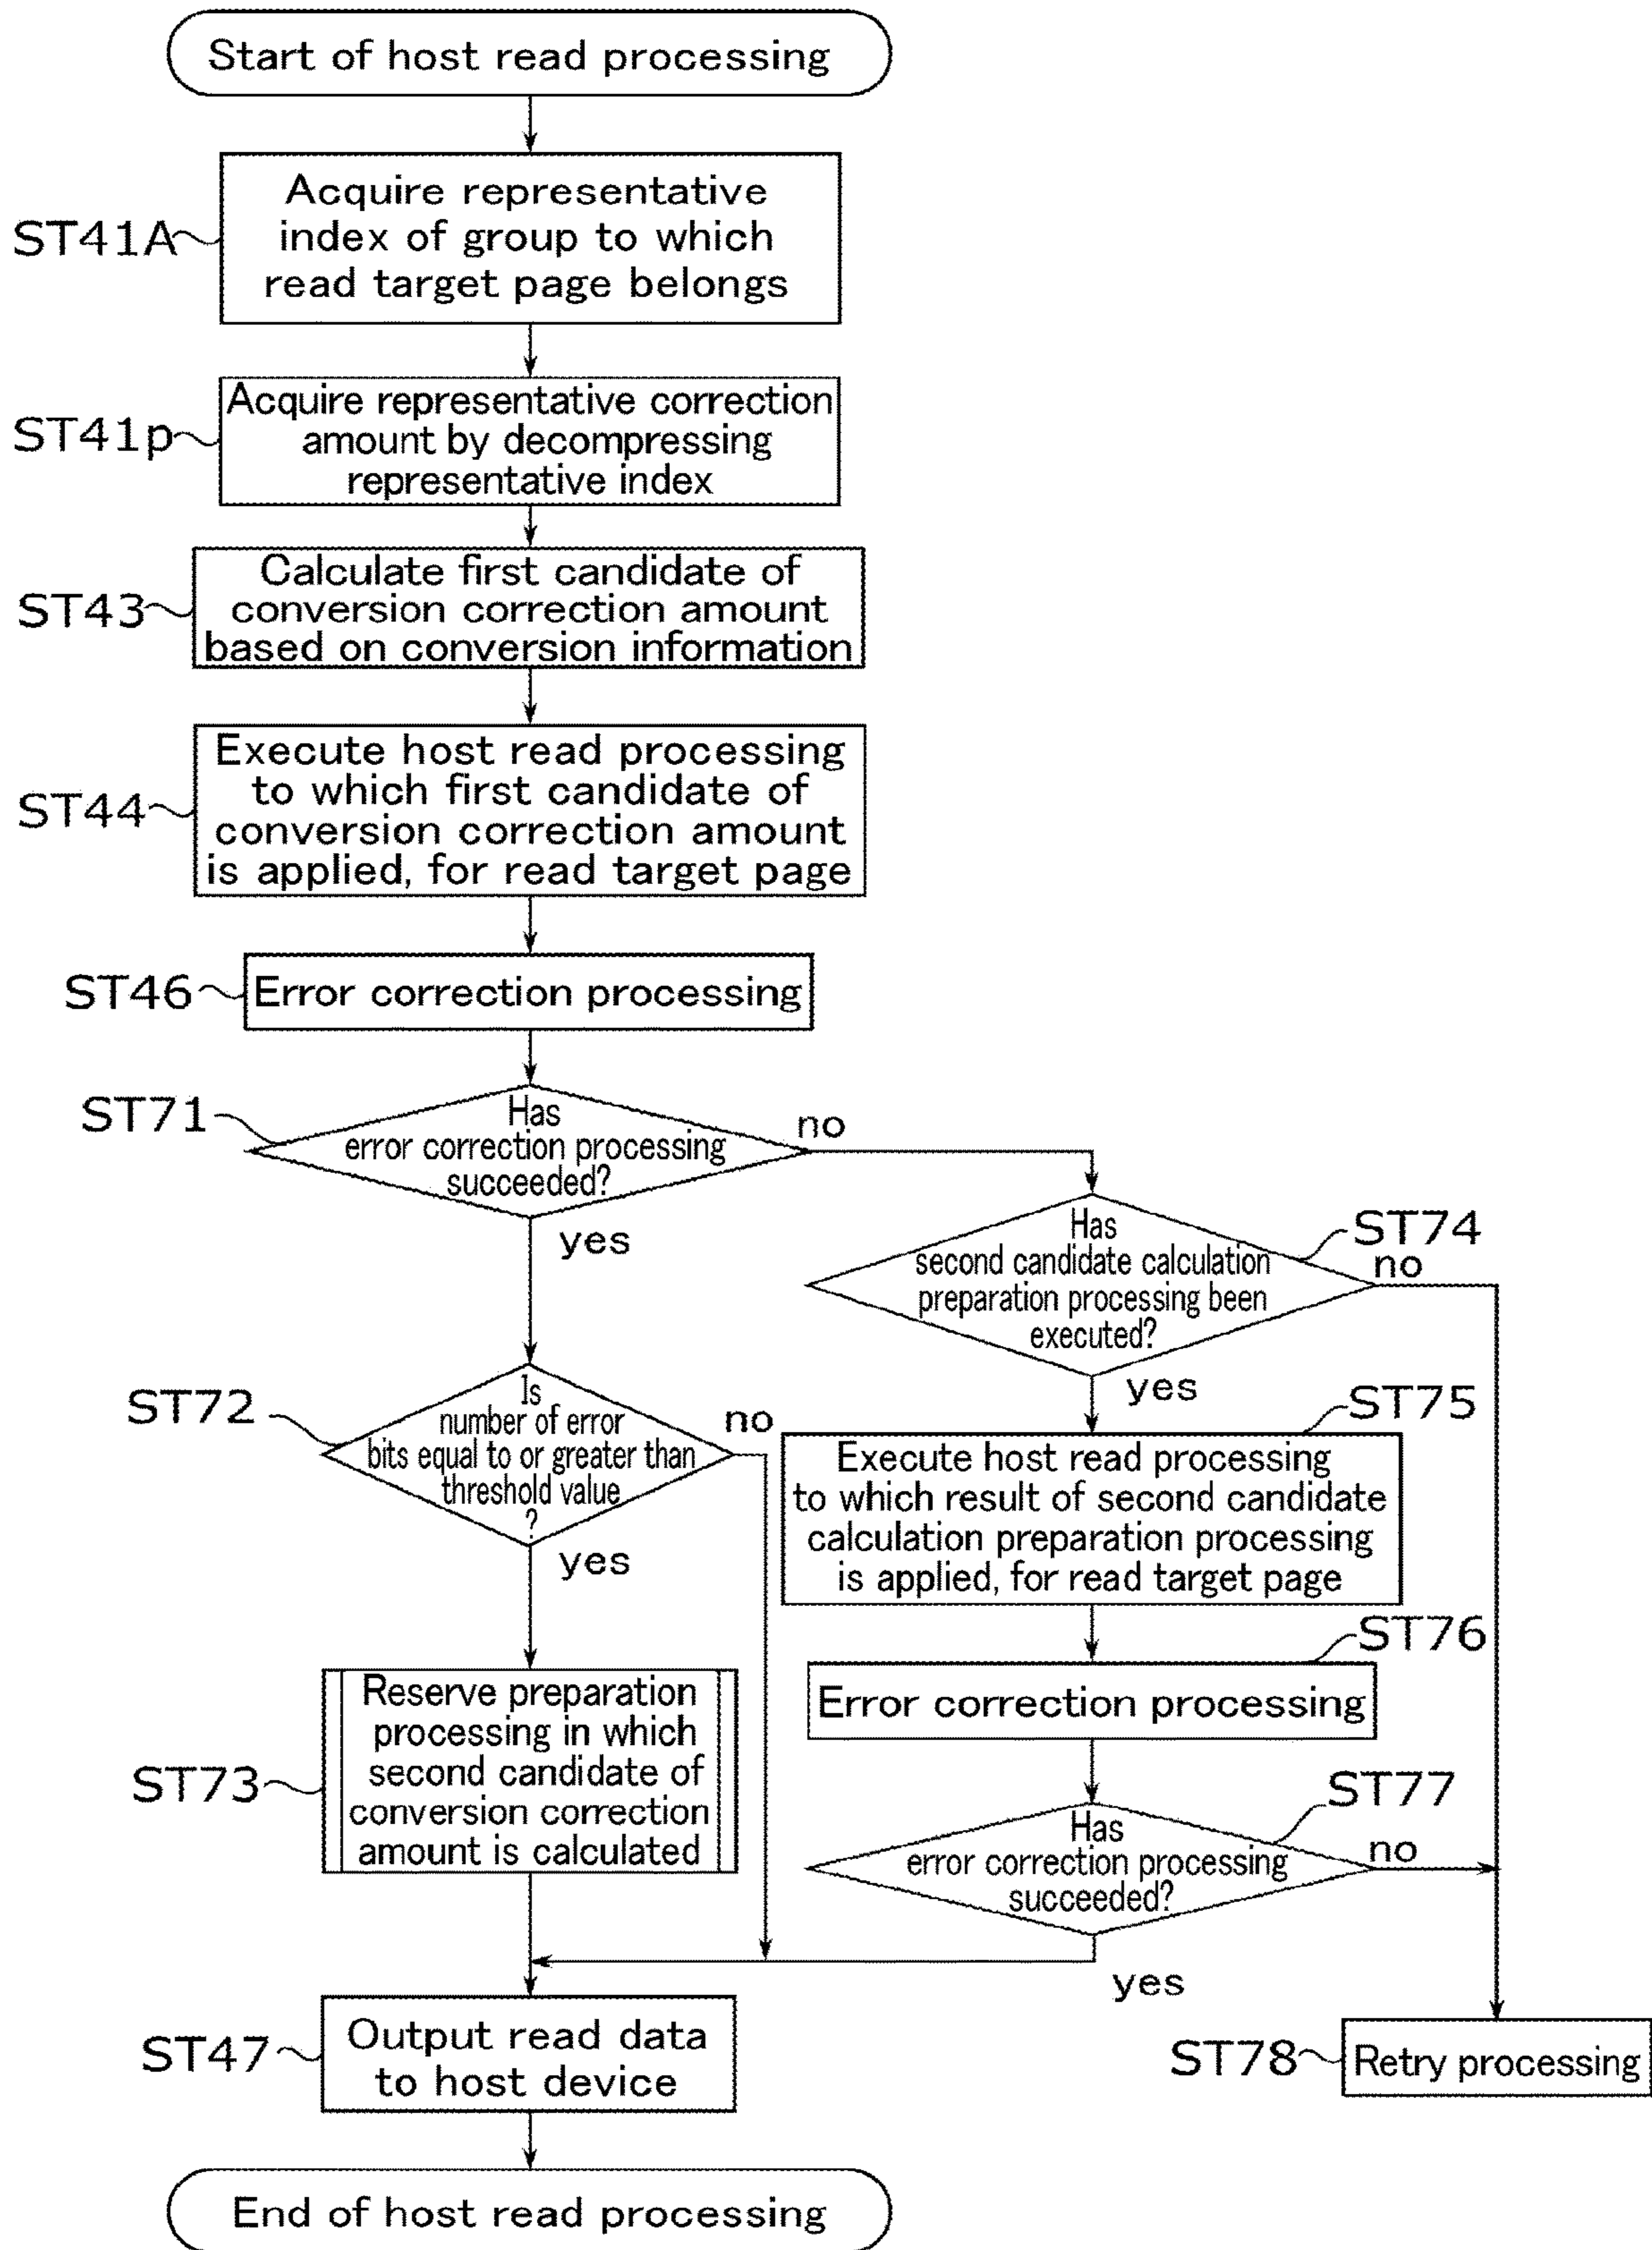 Start of host read processing
ST41A
Acquire representative
index of group to which
read target page belongs
ST41p
Acquire representative correction
amount by decompressing
representative index
ST43
Calculate first candidate of
conversion correction amount
based on conversion information
ST44
Execute host read processing
to which first candidate of
conversion correction amount
is applied, for read target page
ST46
Error correction processing
ST71
Has
error correction processing
succeeded?
no
yes
ST74
Has
second candidate calculation
preparation processing been
executed?
no
yes
ST72
Is
number of error
bits equal to or greater than
threshold value
?
no
yes
ST75
Execute host read processing
to which result of second candidate
calculation preparation processing
is applied, for read target page
ST76
Error correction processing
ST73
Reserve preparation
processing in which
second candidate of
conversion correction
amount is calculated
ST77
Has
error correction processing
succeeded?
no
yes
ST47
Output read data
to host device
ST78
Retry processing
End of host read processing